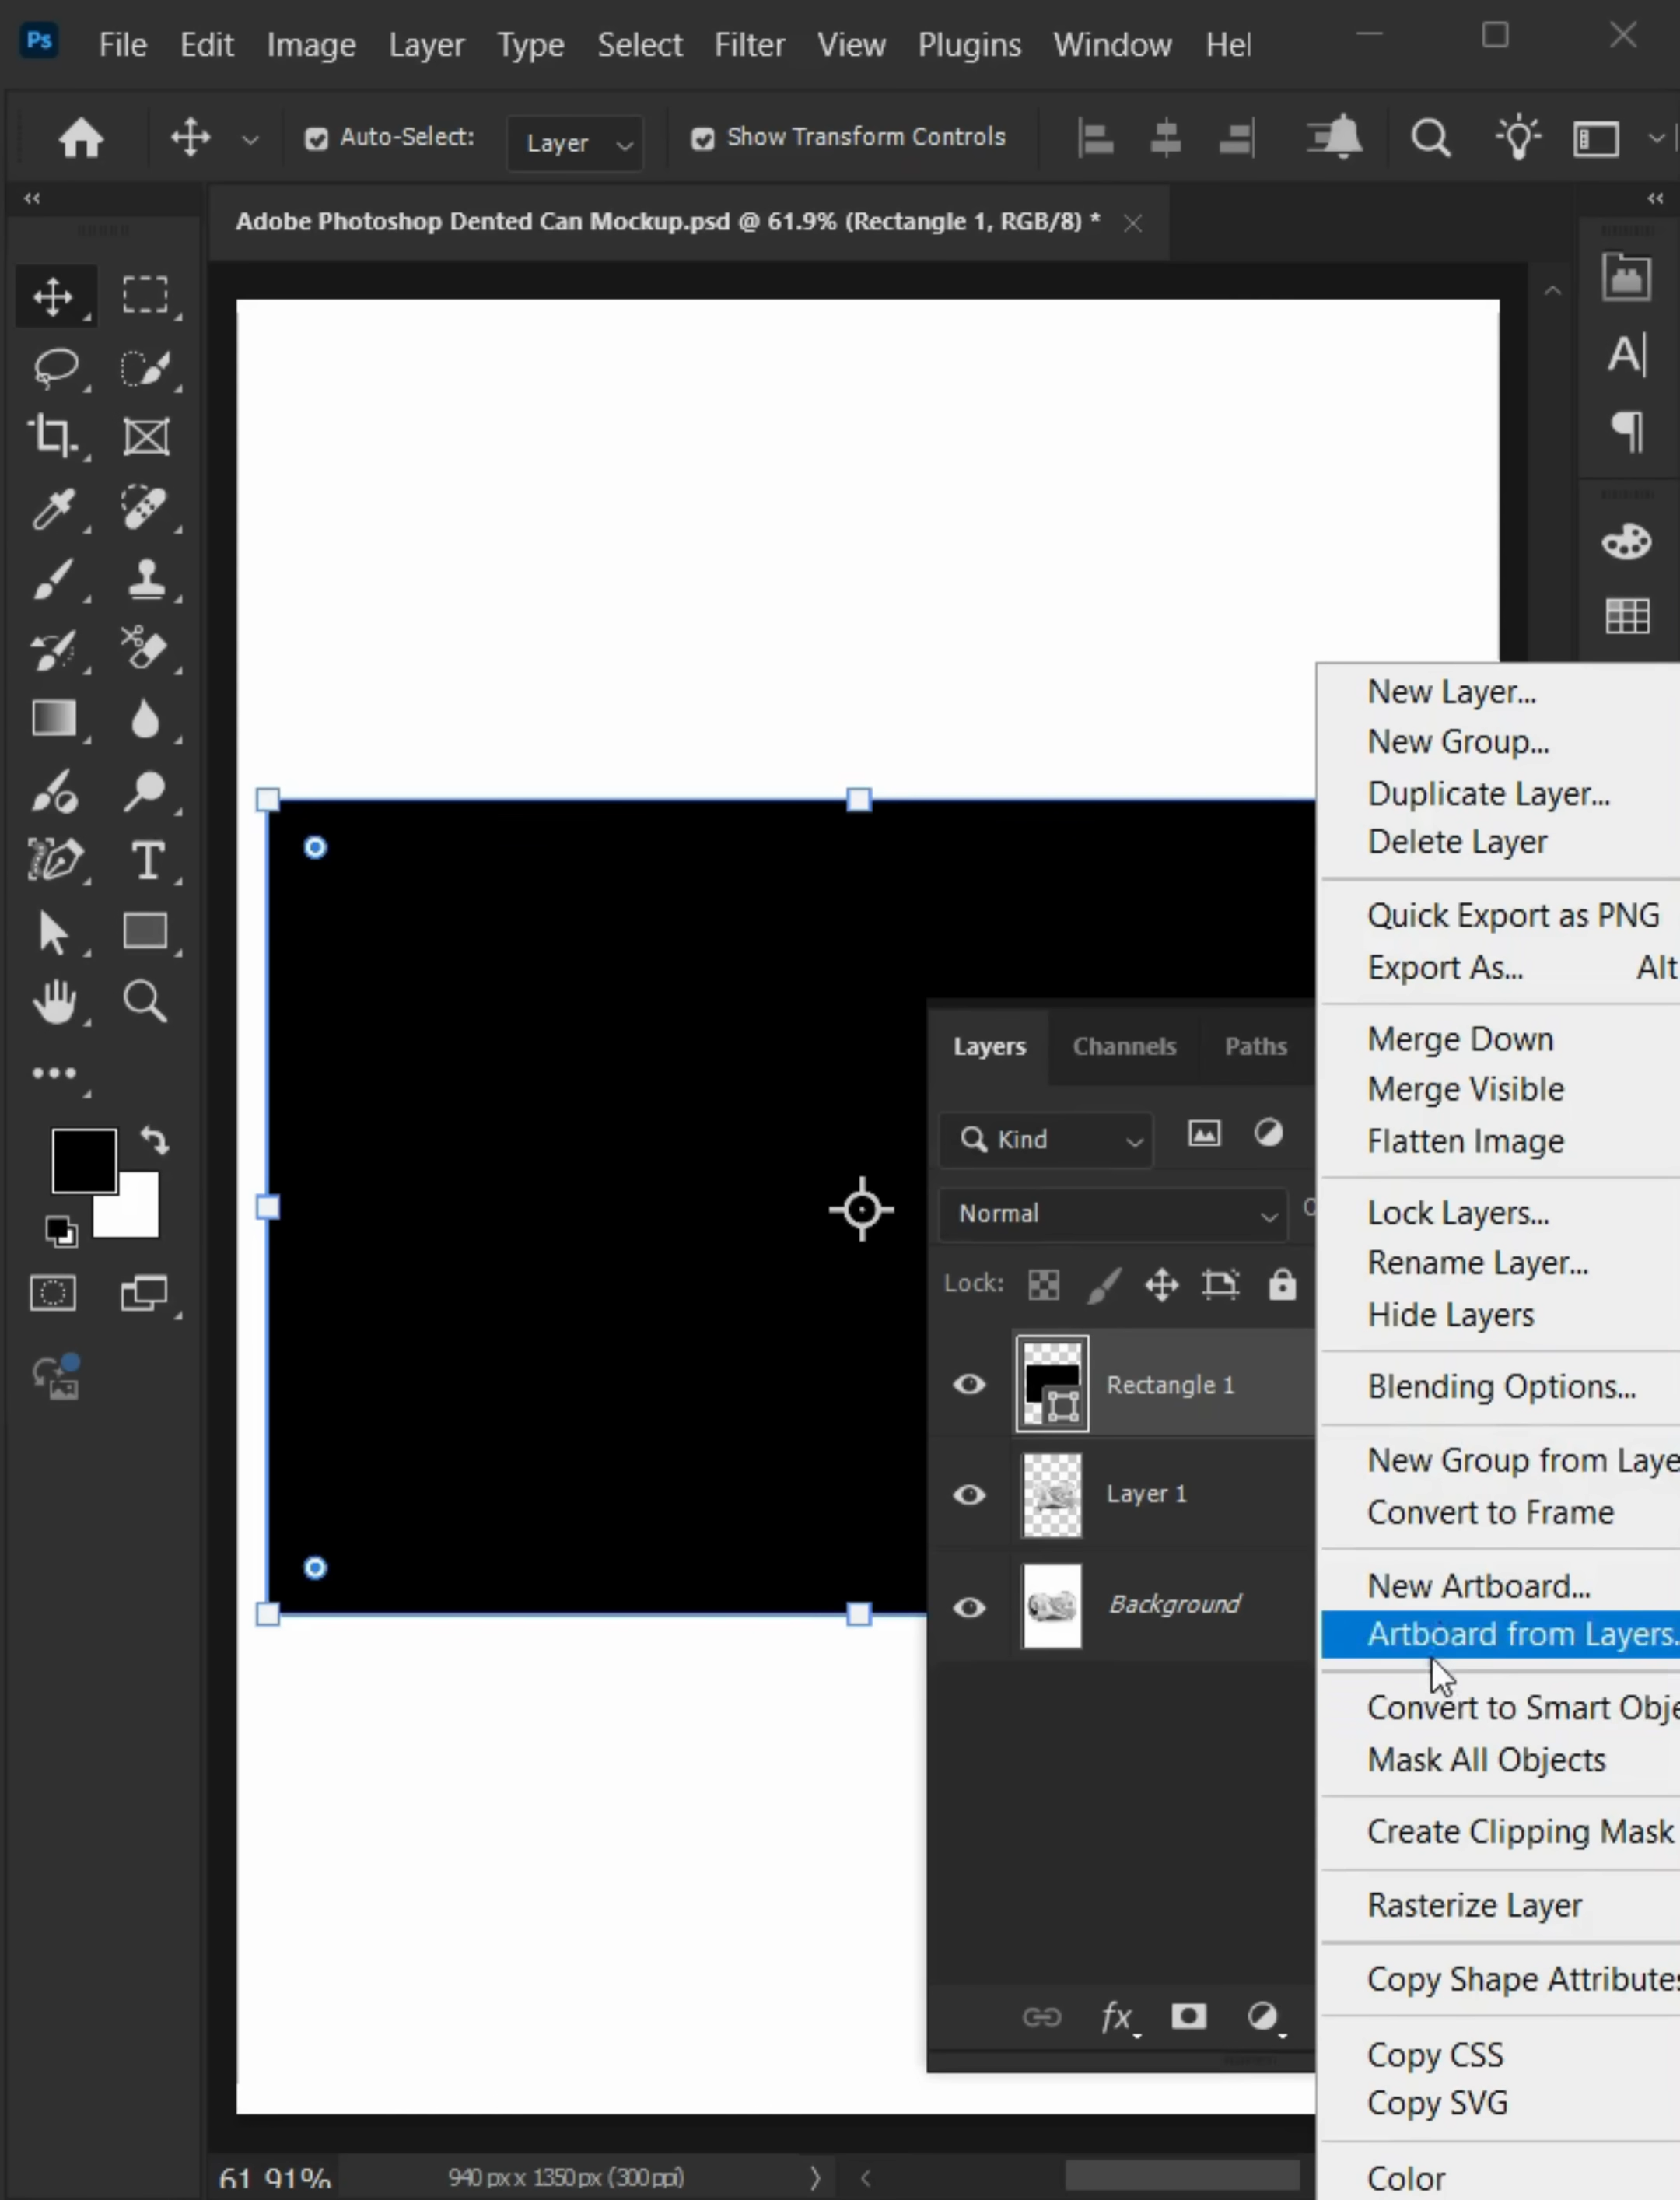 Ps File Edit Image Layer Type Select Filter View Plugins Window Hel
Auto-Select: Layer Show Transform Controls
Adobe Photoshop Dented Can Mockup.psd @ 61.9% (Rectangle 1, RGB/8) *
New Layer...
New Group...
Duplicate Layer...
Delete Layer
Quick Export as PNG
Export As... Alt
Merge Down
Merge Visible
Flatten Image
Lock Layers...
Rename Layer...
Hide Layers
Blending Options...
New Group from Laye
Convert to Frame
New Artboard...
Artboard from Layers.
Convert to Smart Obje
Mask All Objects
Create Clipping Mask
Rasterize Layer
Copy Shape Attributes
Copy CSS
Copy SVG
Color
Layers Channels Paths
Kind
Normal
Lock:
Rectangle 1
Layer 1
Background
fx
61.91% 940 px x 1350 px (300 ppi)